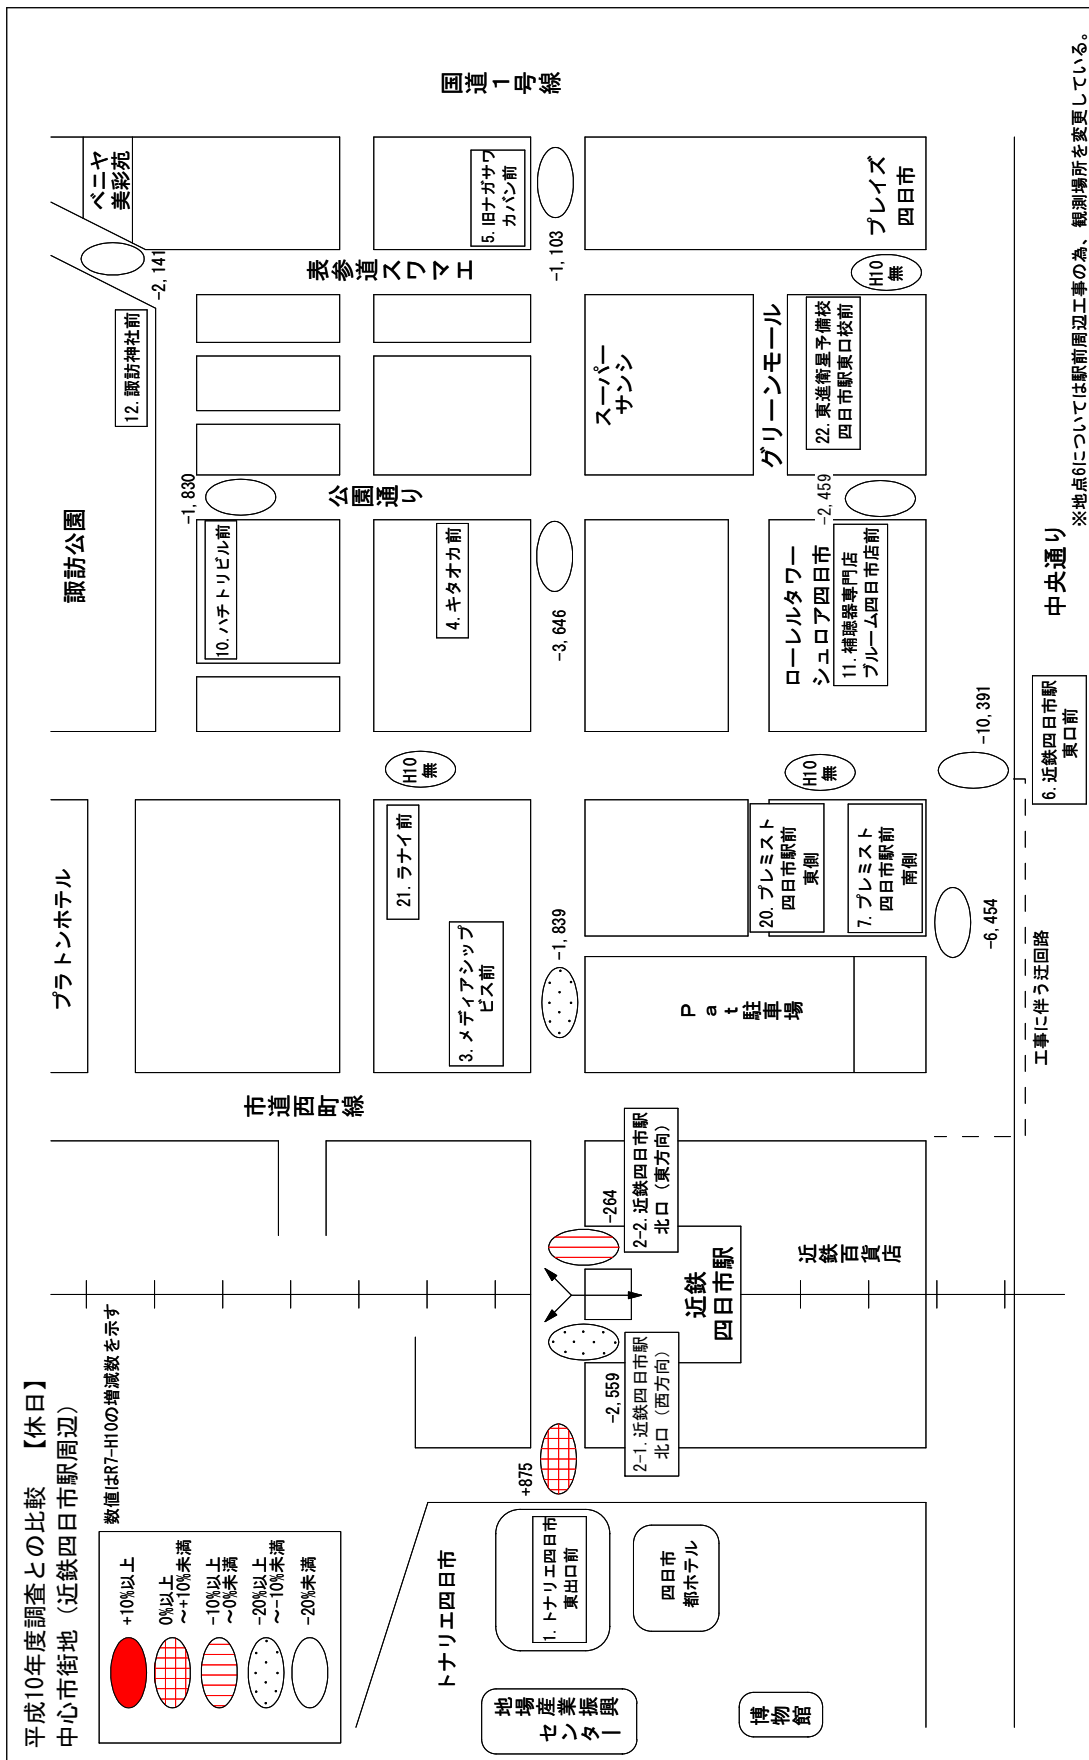 平成10年度調査との比較 【休日】
中心市街地（近鉄四日市駅周辺）
数値はR7-H10の増減数を示す
+10%以上
0%以上
～+10%未満
-10%以上
～0%未満
-20%以上
～-10%未満
-20%未満
地場産業振興
センター
博物館
トナリエ四日市
1.トナリエ四日市
東出口前
四日市
都ホテル
+875
-2,559
2-1.近鉄四日市駅
北口（西方向）
近鉄
四日市駅
-264
2-2.近鉄四日市駅
北口（東方向）
近鉄百貨店
市道西町線
プラトンホテル
3.メディアシップ
ビス前
21.ラナイ前
-1,839
Pat駐車場
20.プレミスト
四日市駅前
東側
7.プレミスト
四日市駅前
南側
-6,454
工事に伴う迂回路
H10
無
H10
無
-10,391
6.近鉄四日市駅
東口前
中央通り
諏訪公園
10.ハチトリビル前
-1,830
公園通り
4.キタオカ前
-3,646
ローレルタワー
シュロア四日市
11.補聴器専門店
ブルーム四日市店前
-2,459
12.諏訪神社前
-2,141
ベニヤ
美彩苑
表参道スワマエ
5.旧ナガサワ
カバン前
-1,103
スーパー
サンシ
グリーンモール
22.東進衛星予備校
四日市駅東口校前
H10
無
プレイズ
四日市
国道1号線
※地点6については駅前周辺工事の為、観測場所を変更している。